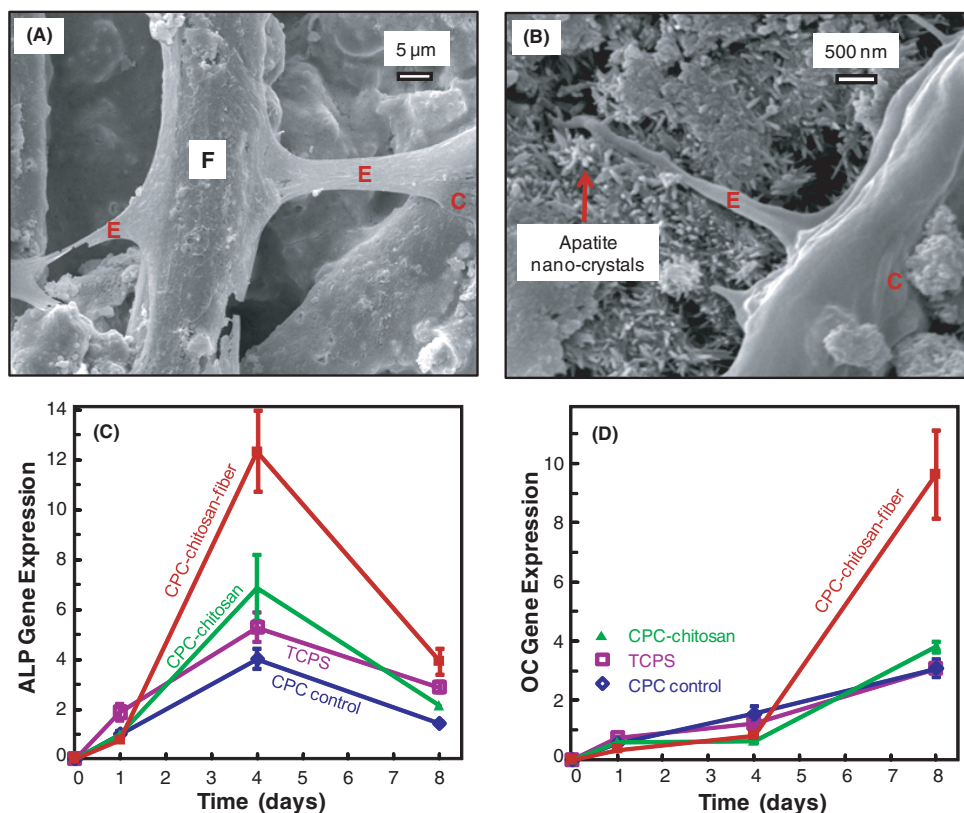 (A)
5 µm
F
E
E
C
(B)
500 nm
E
Apatite
nano-crystals
C
(C)
ALP Gene Expression
14
12
10
8
6
4
2
0
CPC-chitosan-fiber
CPC-chitosan
TCPS
CPC control
0 1 2 3 4 5 6 7 8
Time (days)
(D)
OC Gene Expression
10
8
6
4
2
0
CPC-chitosan-fiber
CPC-chitosan
TCPS
CPC control
0 1 2 3 4 5 6 7 8
Time (days)